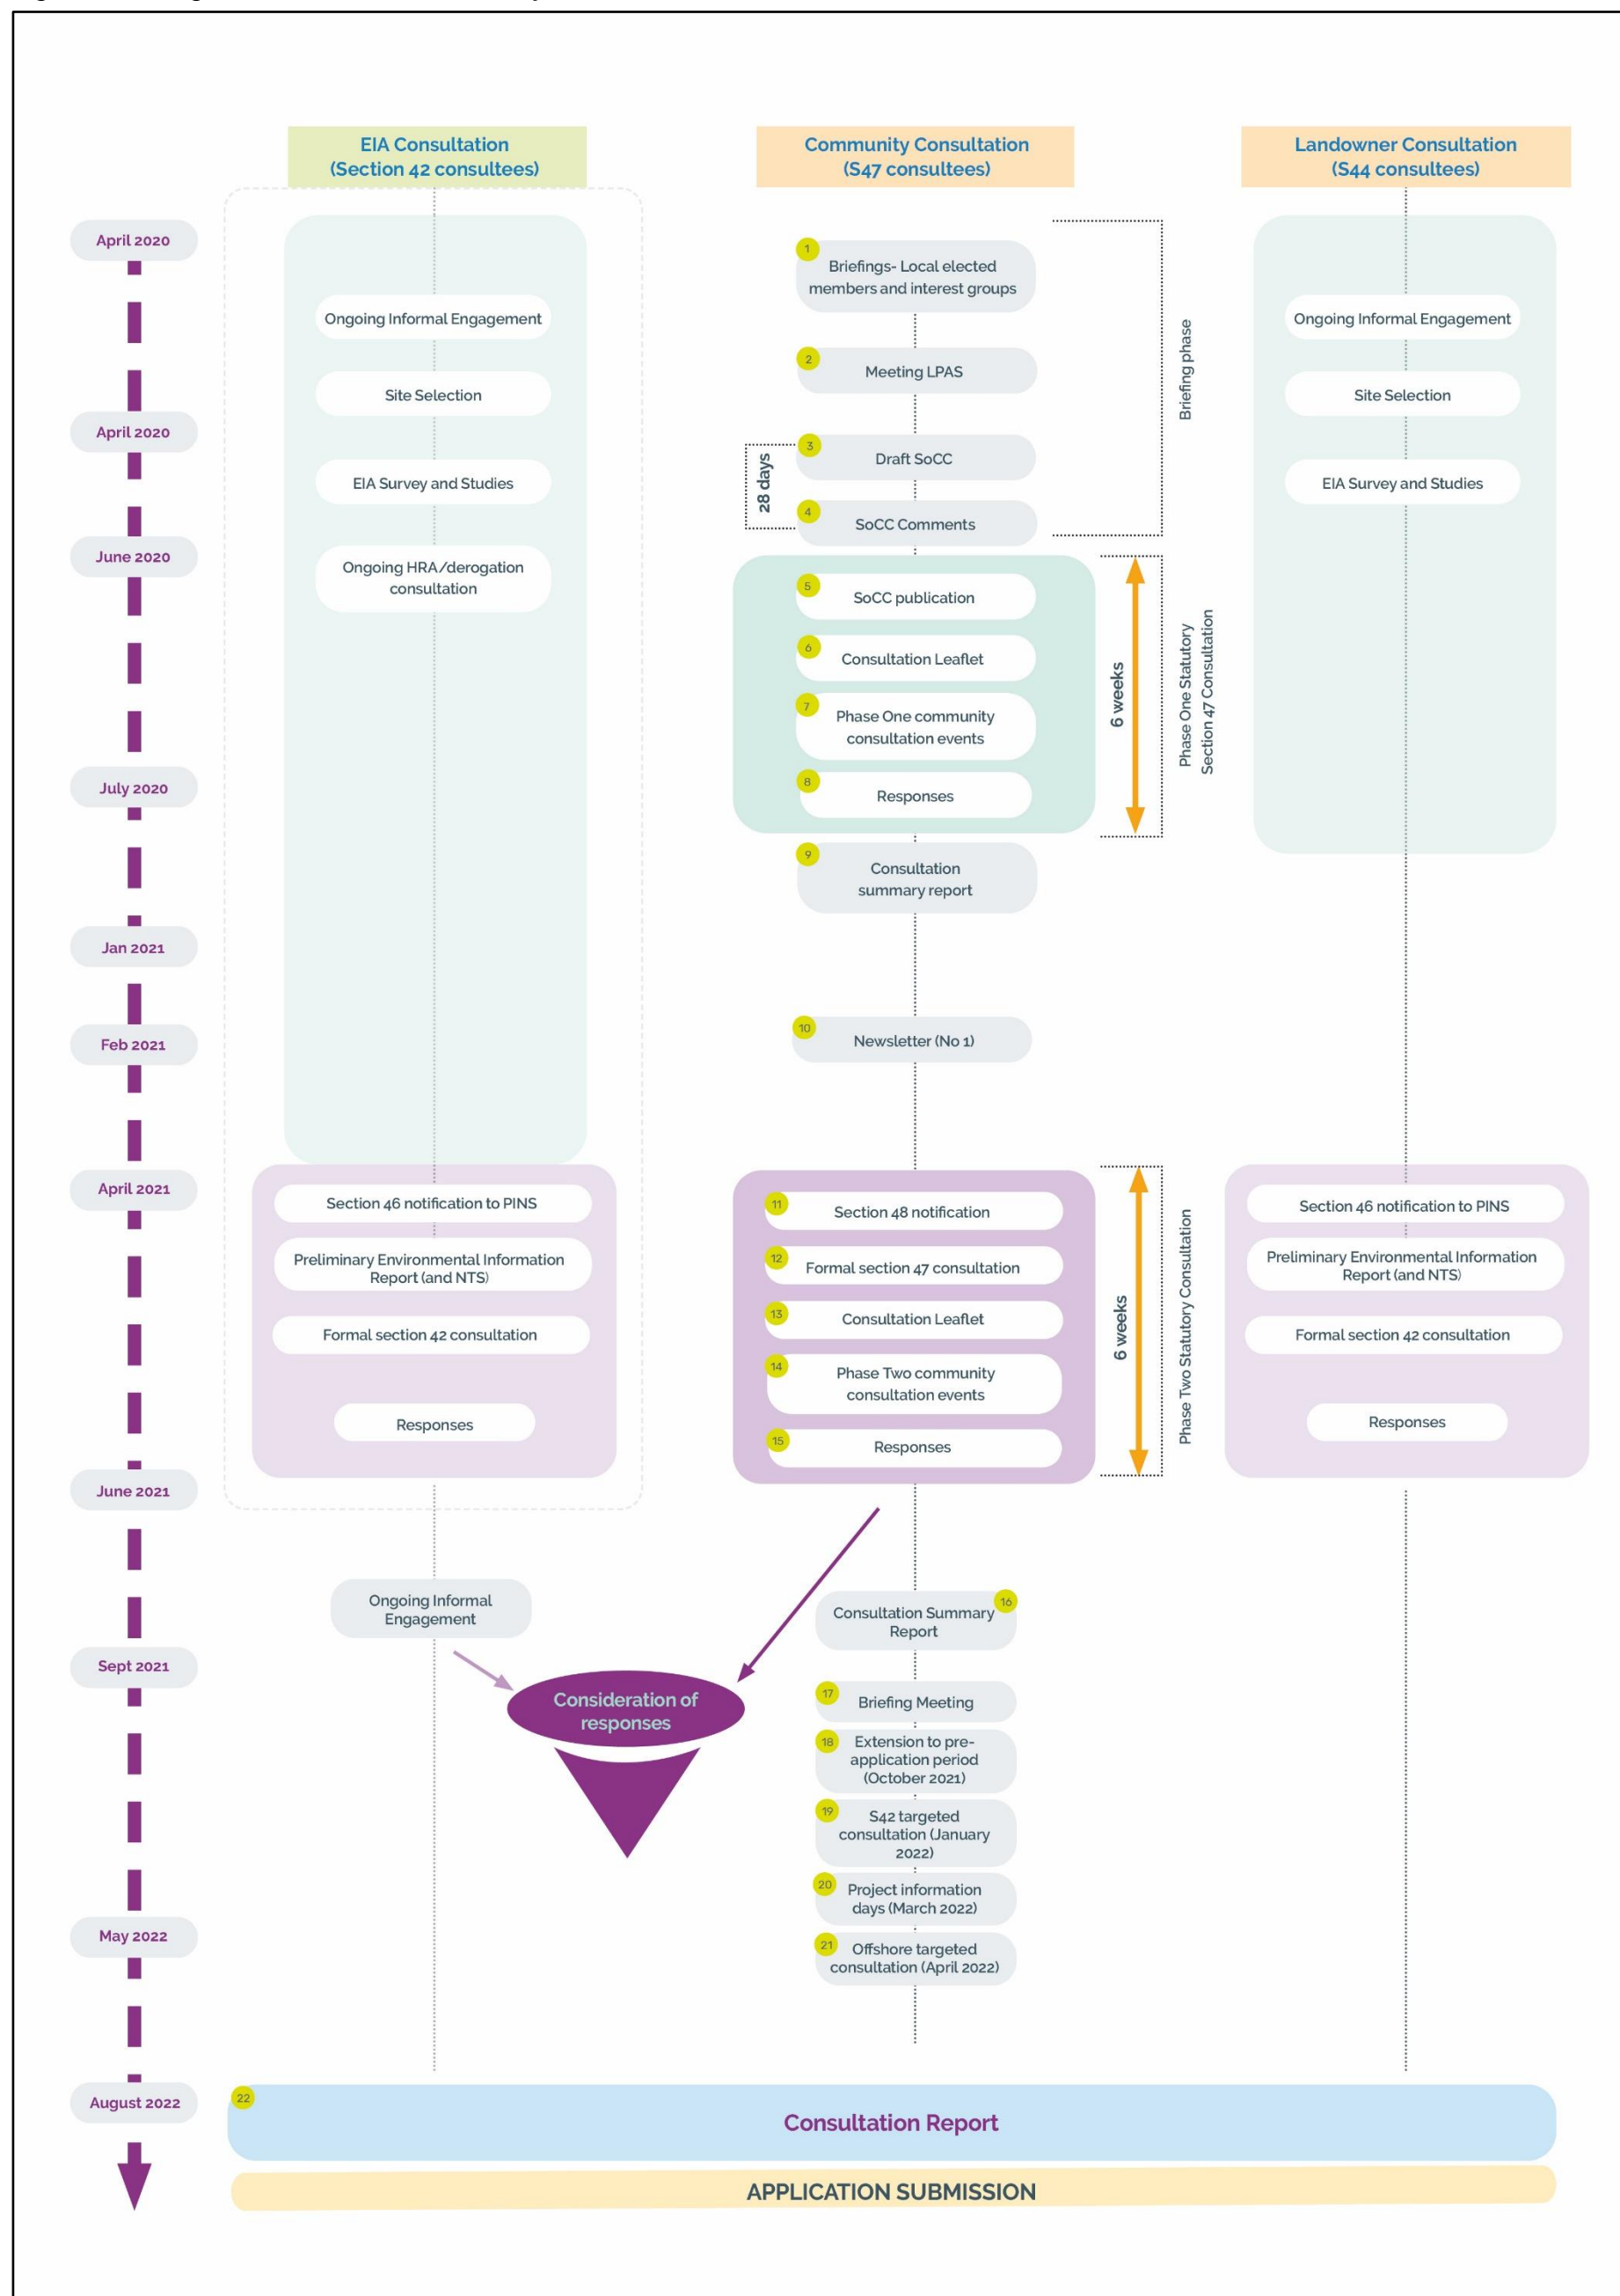 EIA Consultation
(Section 42 consultees)
Community Consultation
(S47 consultees)
Landowner Consultation
(S44 consultees)
April 2020
April 2020
June 2020
July 2020
Jan 2021
Feb 2021
April 2021
June 2021
Sept 2021
May 2022
August 2022
Ongoing Informal Engagement
Site Selection
EIA Survey and Studies
Ongoing HRA/derogation
consultation
Section 46 notification to PINS
Preliminary Environmental Information
Report (and NTS)
Formal section 42 consultation
Responses
Ongoing Informal
Engagement
Consideration of
responses
1
Briefings- Local elected
members and interest groups
2
Meeting LPAS
3
Draft SoCC
28 days
4
SoCC Comments
Briefing phase
5
SoCC publication
6
Consultation Leaflet
7
Phase One community
consultation events
8
Responses
6 weeks
Phase One Statutory
Section 47 Consultation
9
Consultation
summary report
10
Newsletter (No 1)
11
Section 48 notification
12
Formal section 47 consultation
13
Consultation Leaflet
14
Phase Two community
consultation events
15
Responses
6 weeks
Phase Two Statutory Consultation
16
Consultation Summary
Report
17
Briefing Meeting
18
Extension to pre-
application period
(October 2021)
19
S42 targeted
consultation (January
2022)
20
Project information
days (March 2022)
21
Offshore targeted
consultation (April 2022)
Ongoing Informal Engagement
Site Selection
EIA Survey and Studies
Section 46 notification to PINS
Preliminary Environmental Information
Report (and NTS)
Formal section 42 consultation
Responses
22
Consultation Report
APPLICATION SUBMISSION